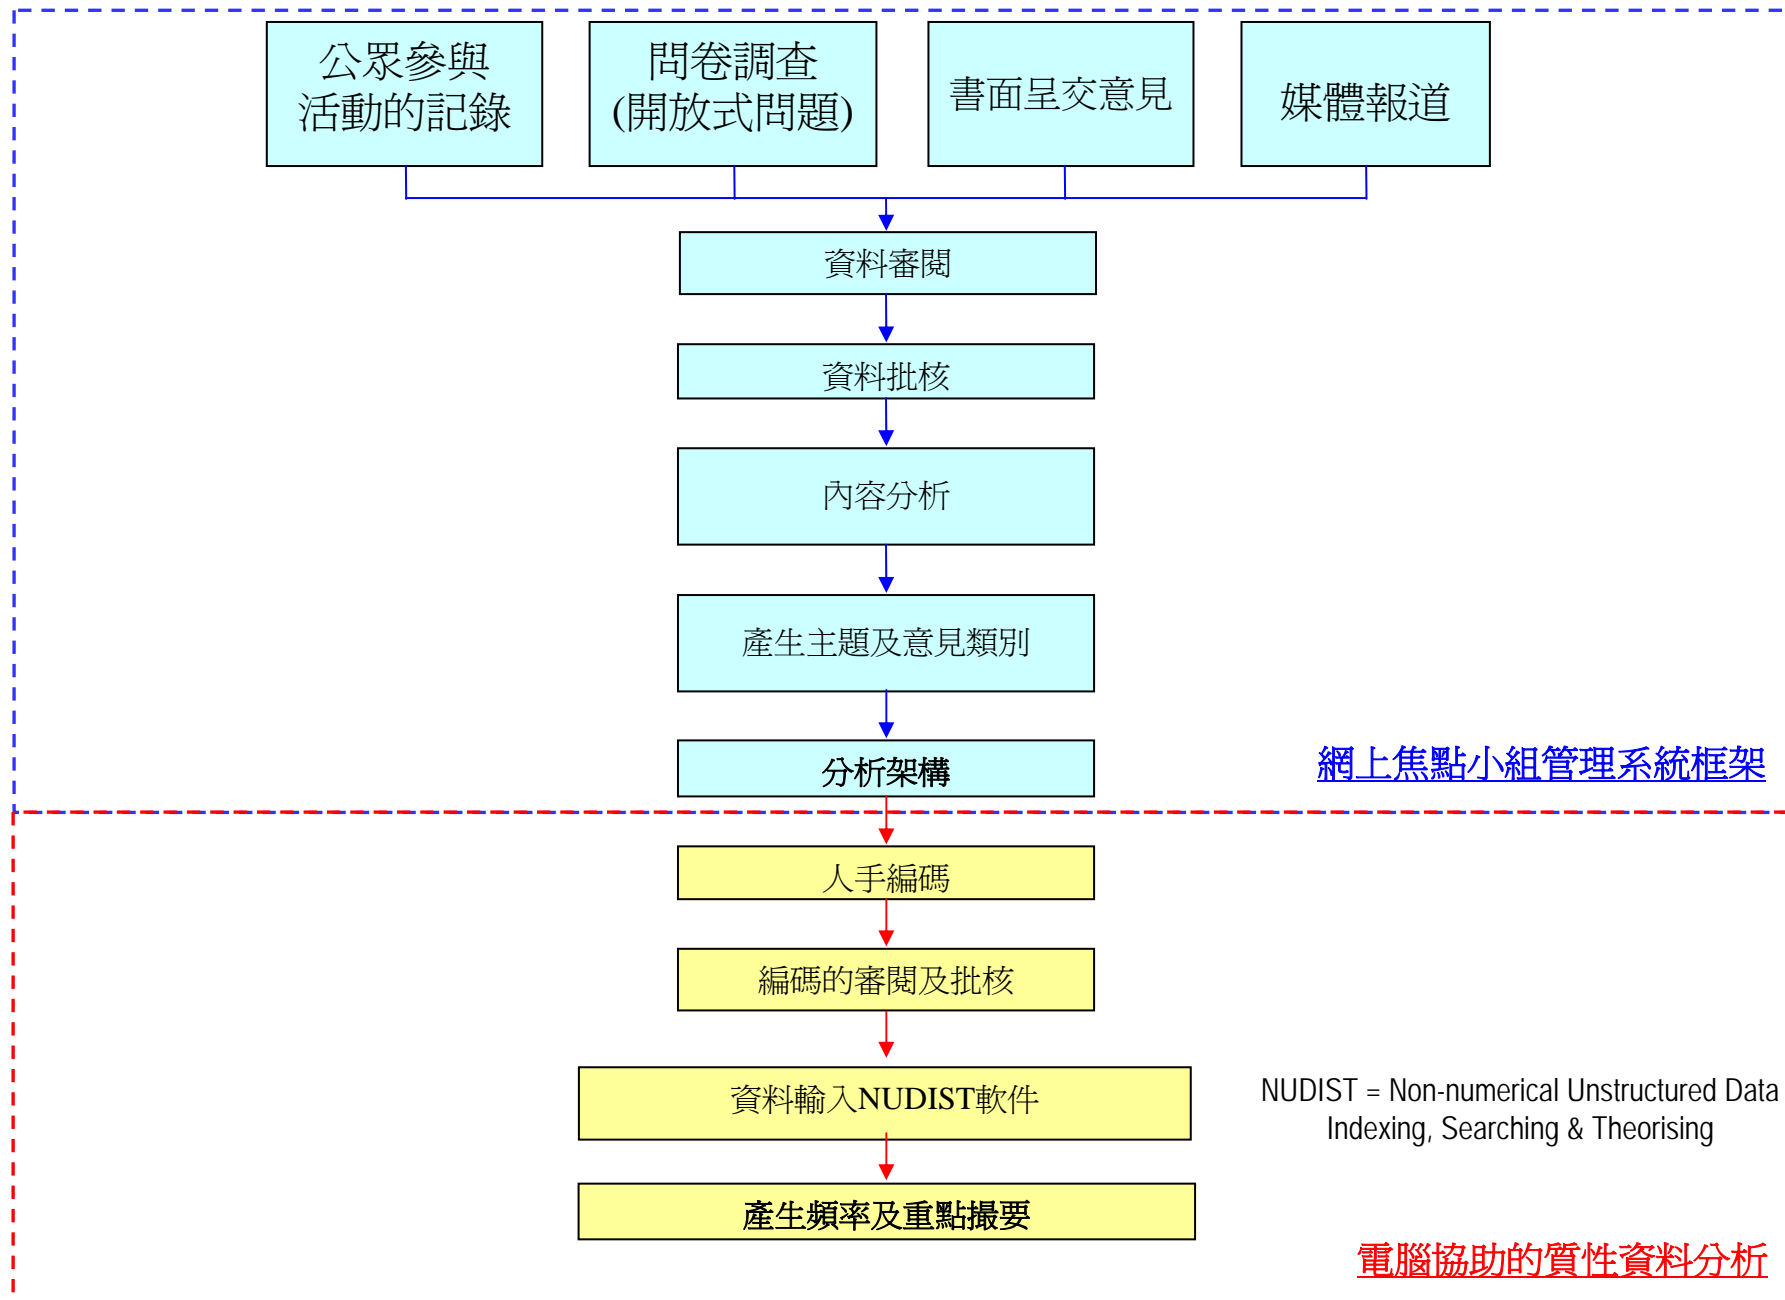 公眾參與
活動的記錄
問卷調查
(開放式問題)
書面呈交意見
媒體報道
資料審閱
資料批核
內容分析
產生主題及意見類別
分析架構
網上焦點小組管理系統框架
人手編碼
編碼的審閱及批核
資料輸入NUDIST軟件
NUDIST = Non-numerical Unstructured Data
Indexing, Searching & Theorising
產生頻率及重點撮要
電腦協助的質性資料分析